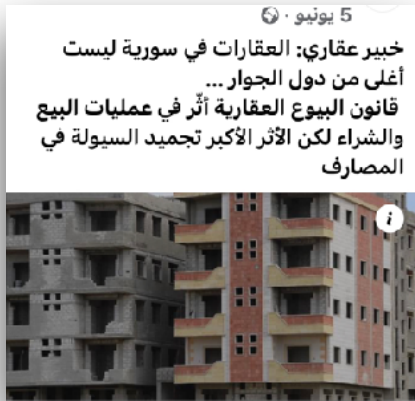 5 يونيو ·
خبير عقاري: العقارات في سورية ليست
أغلى من دول الجوار ...
قانون البيوع العقارية أثّر في عمليات البيع
والشراء لكن الأثر الأكبر تجميد السيولة في
المصارف
i